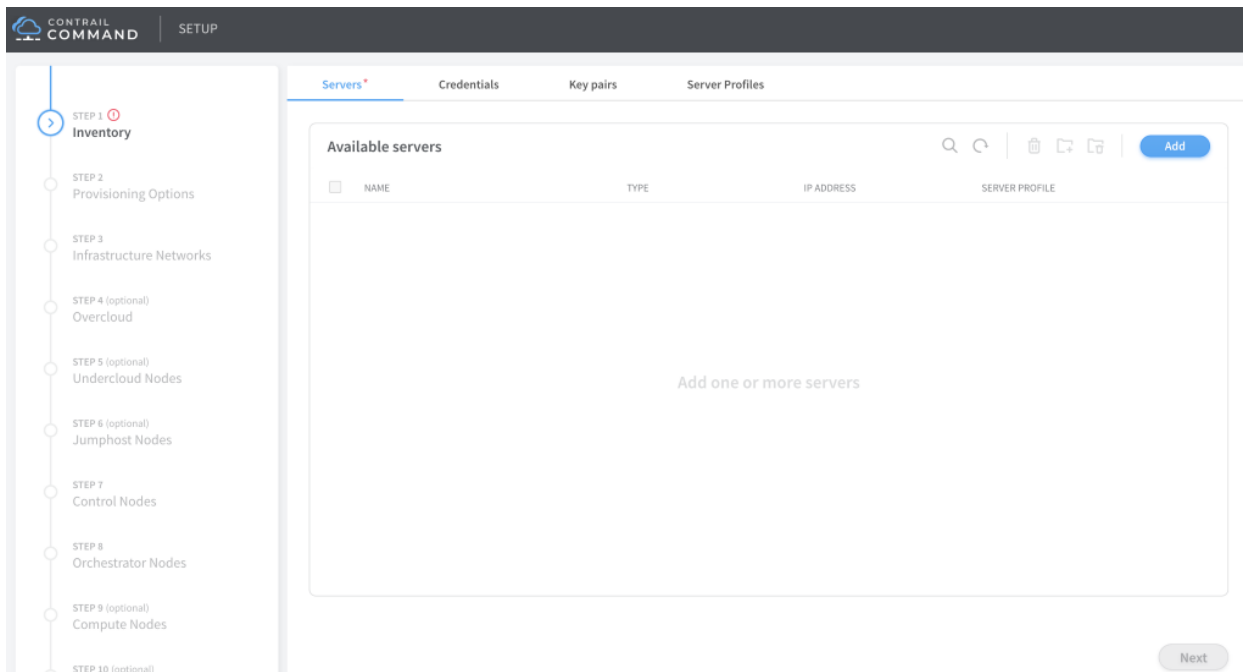 CONTRAIL
COMMAND
SETUP
STEP 1
Inventory
STEP 2
Provisioning Options
STEP 3
Infrastructure Networks
STEP 4 (optional)
Overcloud
STEP 5 (optional)
Undercloud Nodes
STEP 6 (optional)
Jumphost Nodes
STEP 7
Control Nodes
STEP 8
Orchestrator Nodes
STEP 9 (optional)
Compute Nodes
STEP 10 (optional)
Servers* Credentials Key pairs Server Profiles
Available servers Add
NAME TYPE IP ADDRESS SERVER PROFILE
Add one or more servers
Next